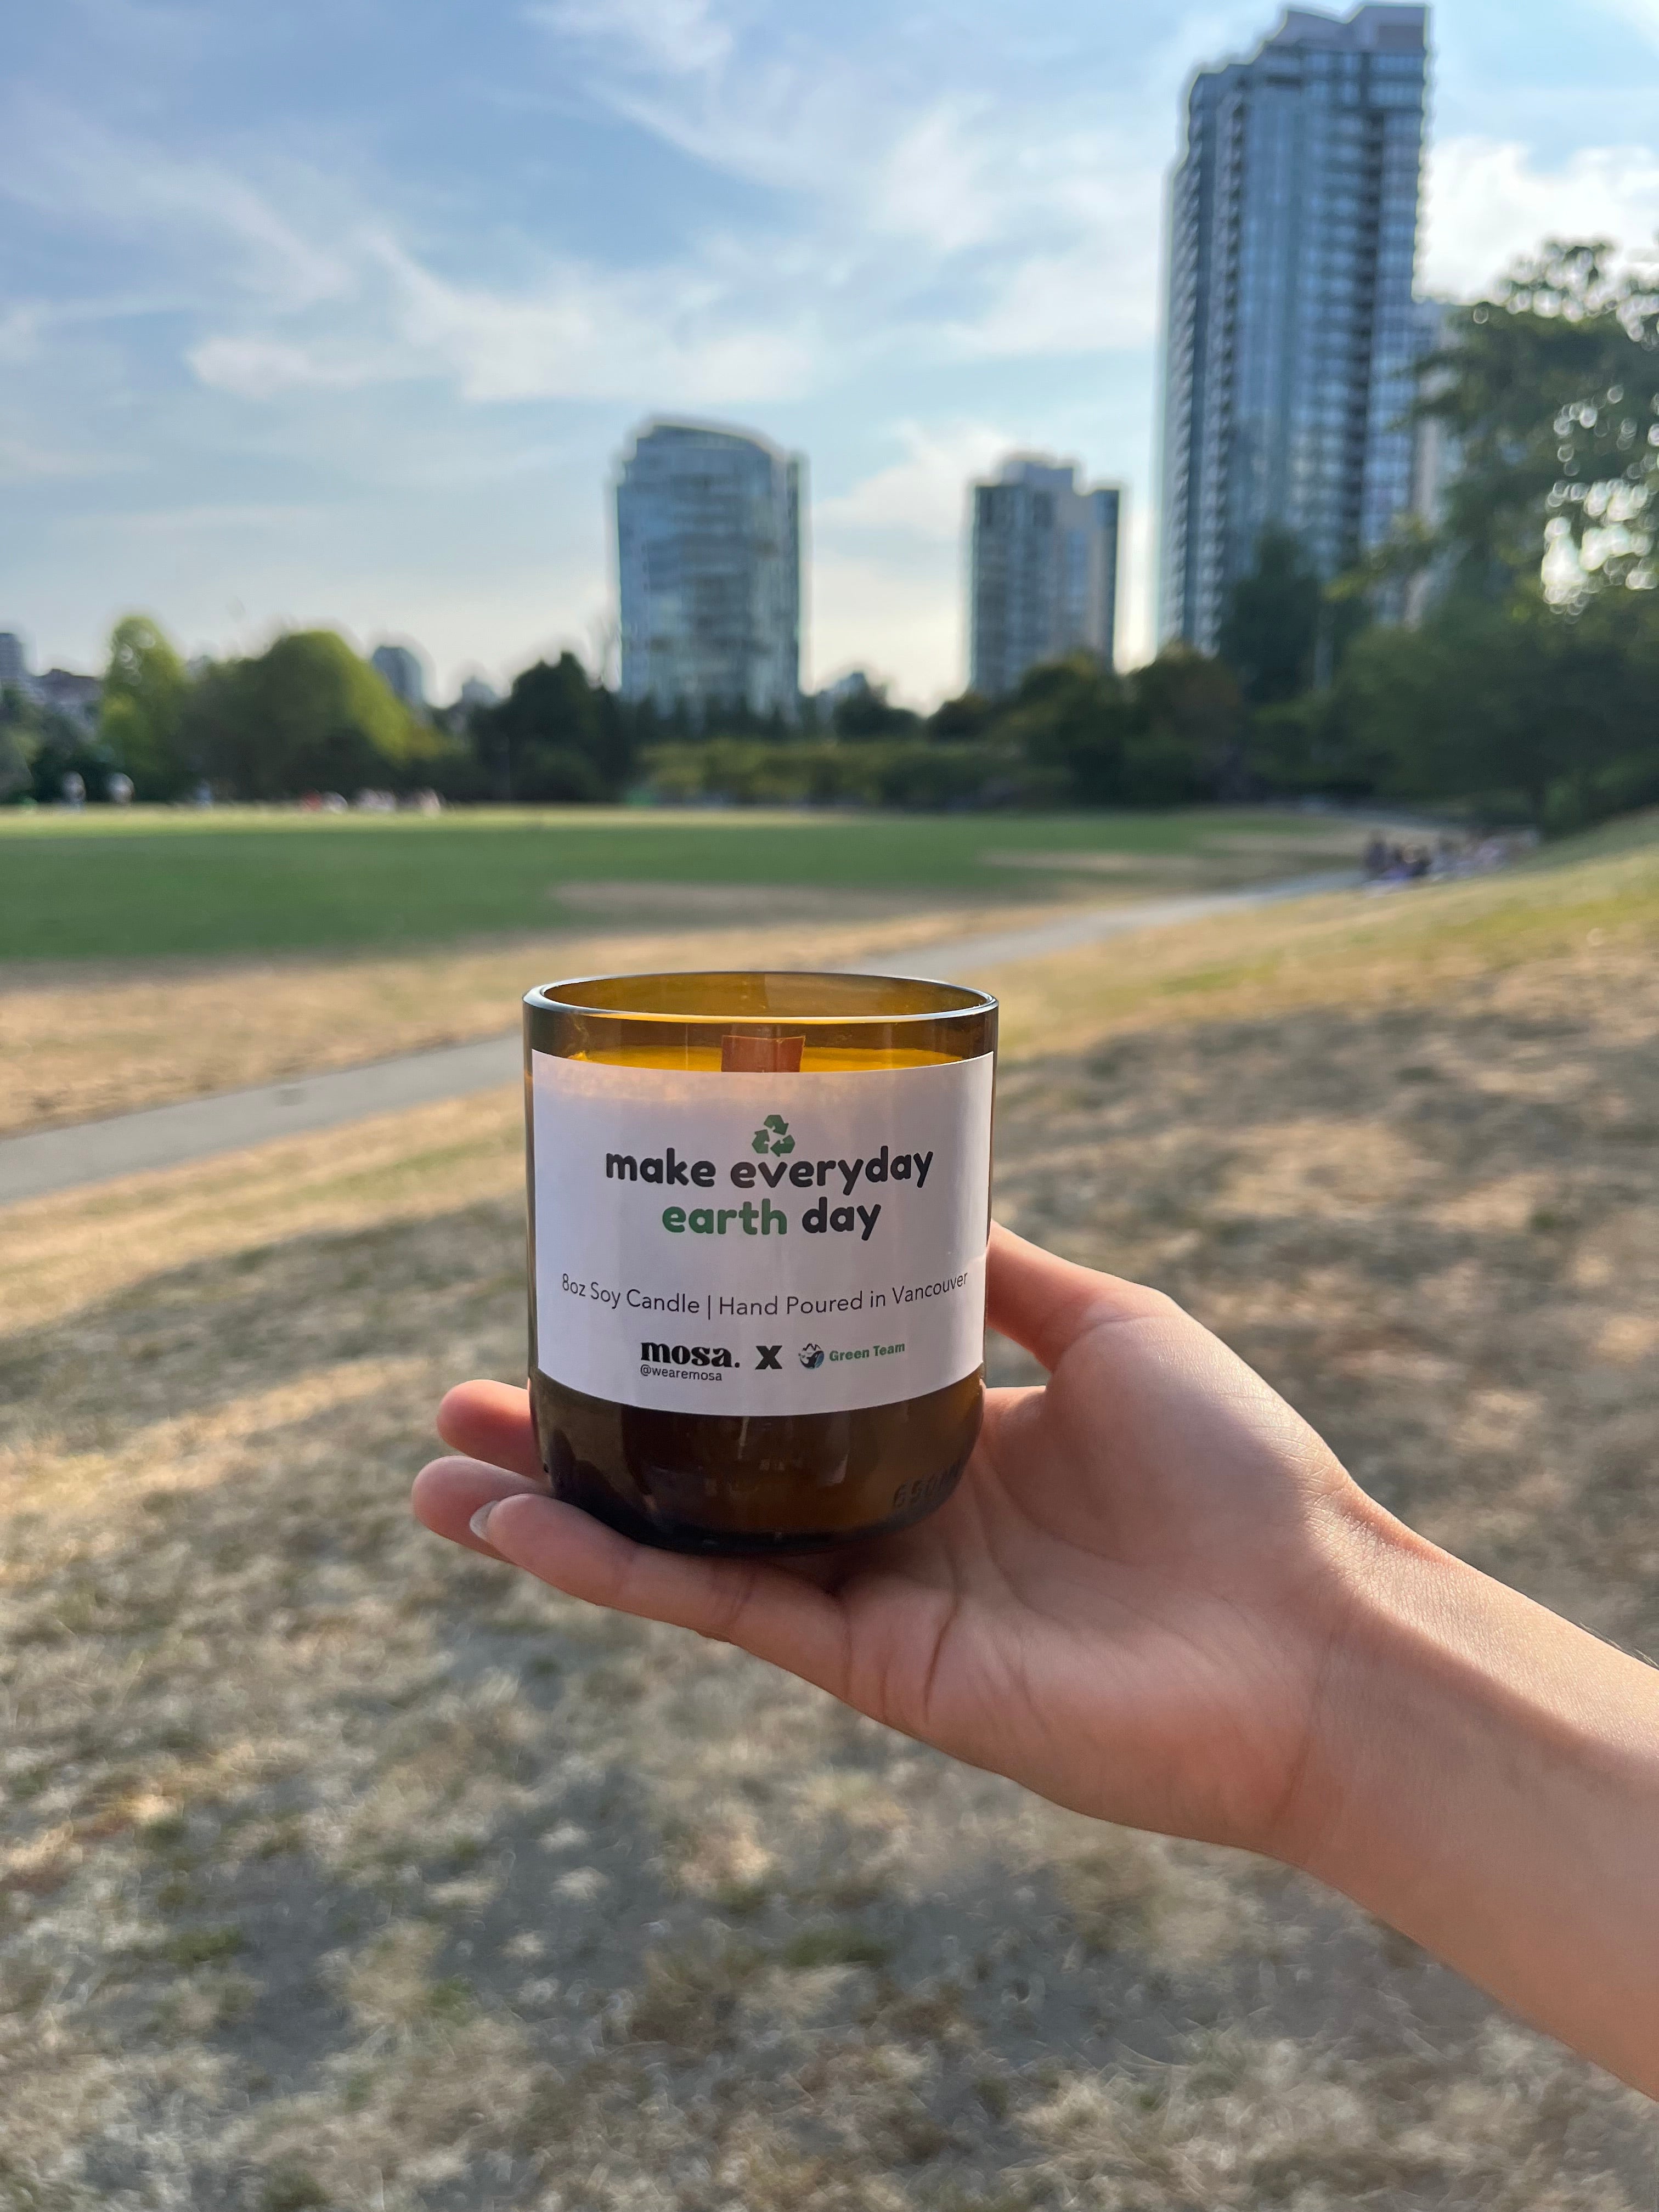 make everyday
earth day
8oz Soy Candle | Hand Poured in Vancouver
mosa. X Green Team
@wearemosa